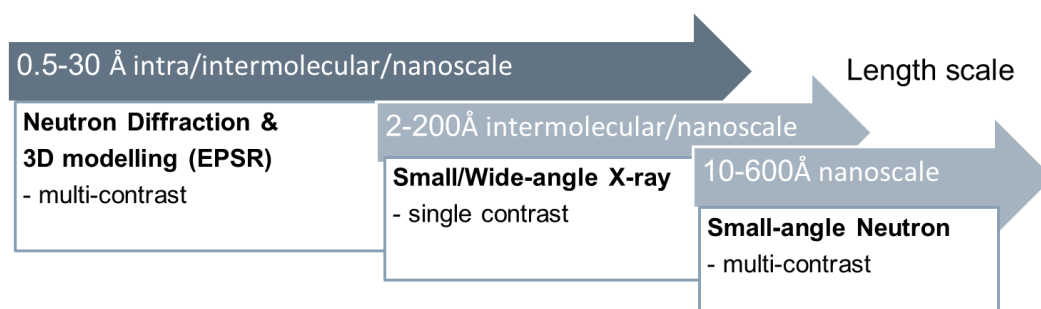 0.5-30 Å intra/intermolecular/nanoscale
Length scale
Neutron Diffraction &
3D modelling (EPSR)
- multi-contrast
2-200Å intermolecular/nanoscale
Small/Wide-angle X-ray
- single contrast
10-600Å nanoscale
Small-angle Neutron
- multi-contrast